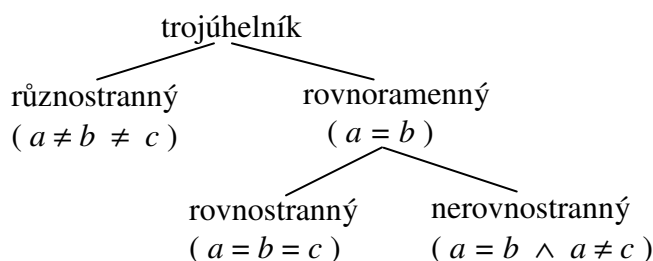 trojúhelník
různostranný rovnoramenný
( a ≠ b ≠ c ) ( a = b )
rovnostranný nerovnostranný
( a = b = c ) ( a = b ∧ a ≠ c )